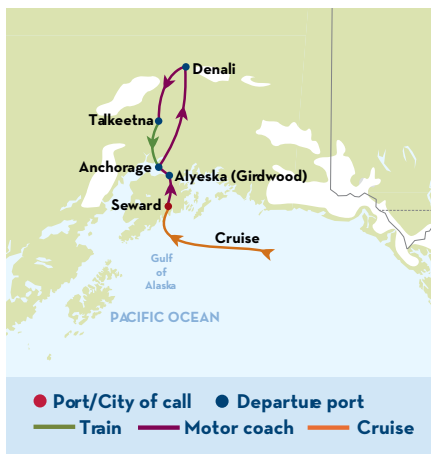 Denali
Talkeetna
Anchorage
Alyeska (Girdwood)
Seward
Cruise
Gulf
of
Alaska
PACIFIC OCEAN
Port/City of call
Departure port
Train
Motor coach
Cruise